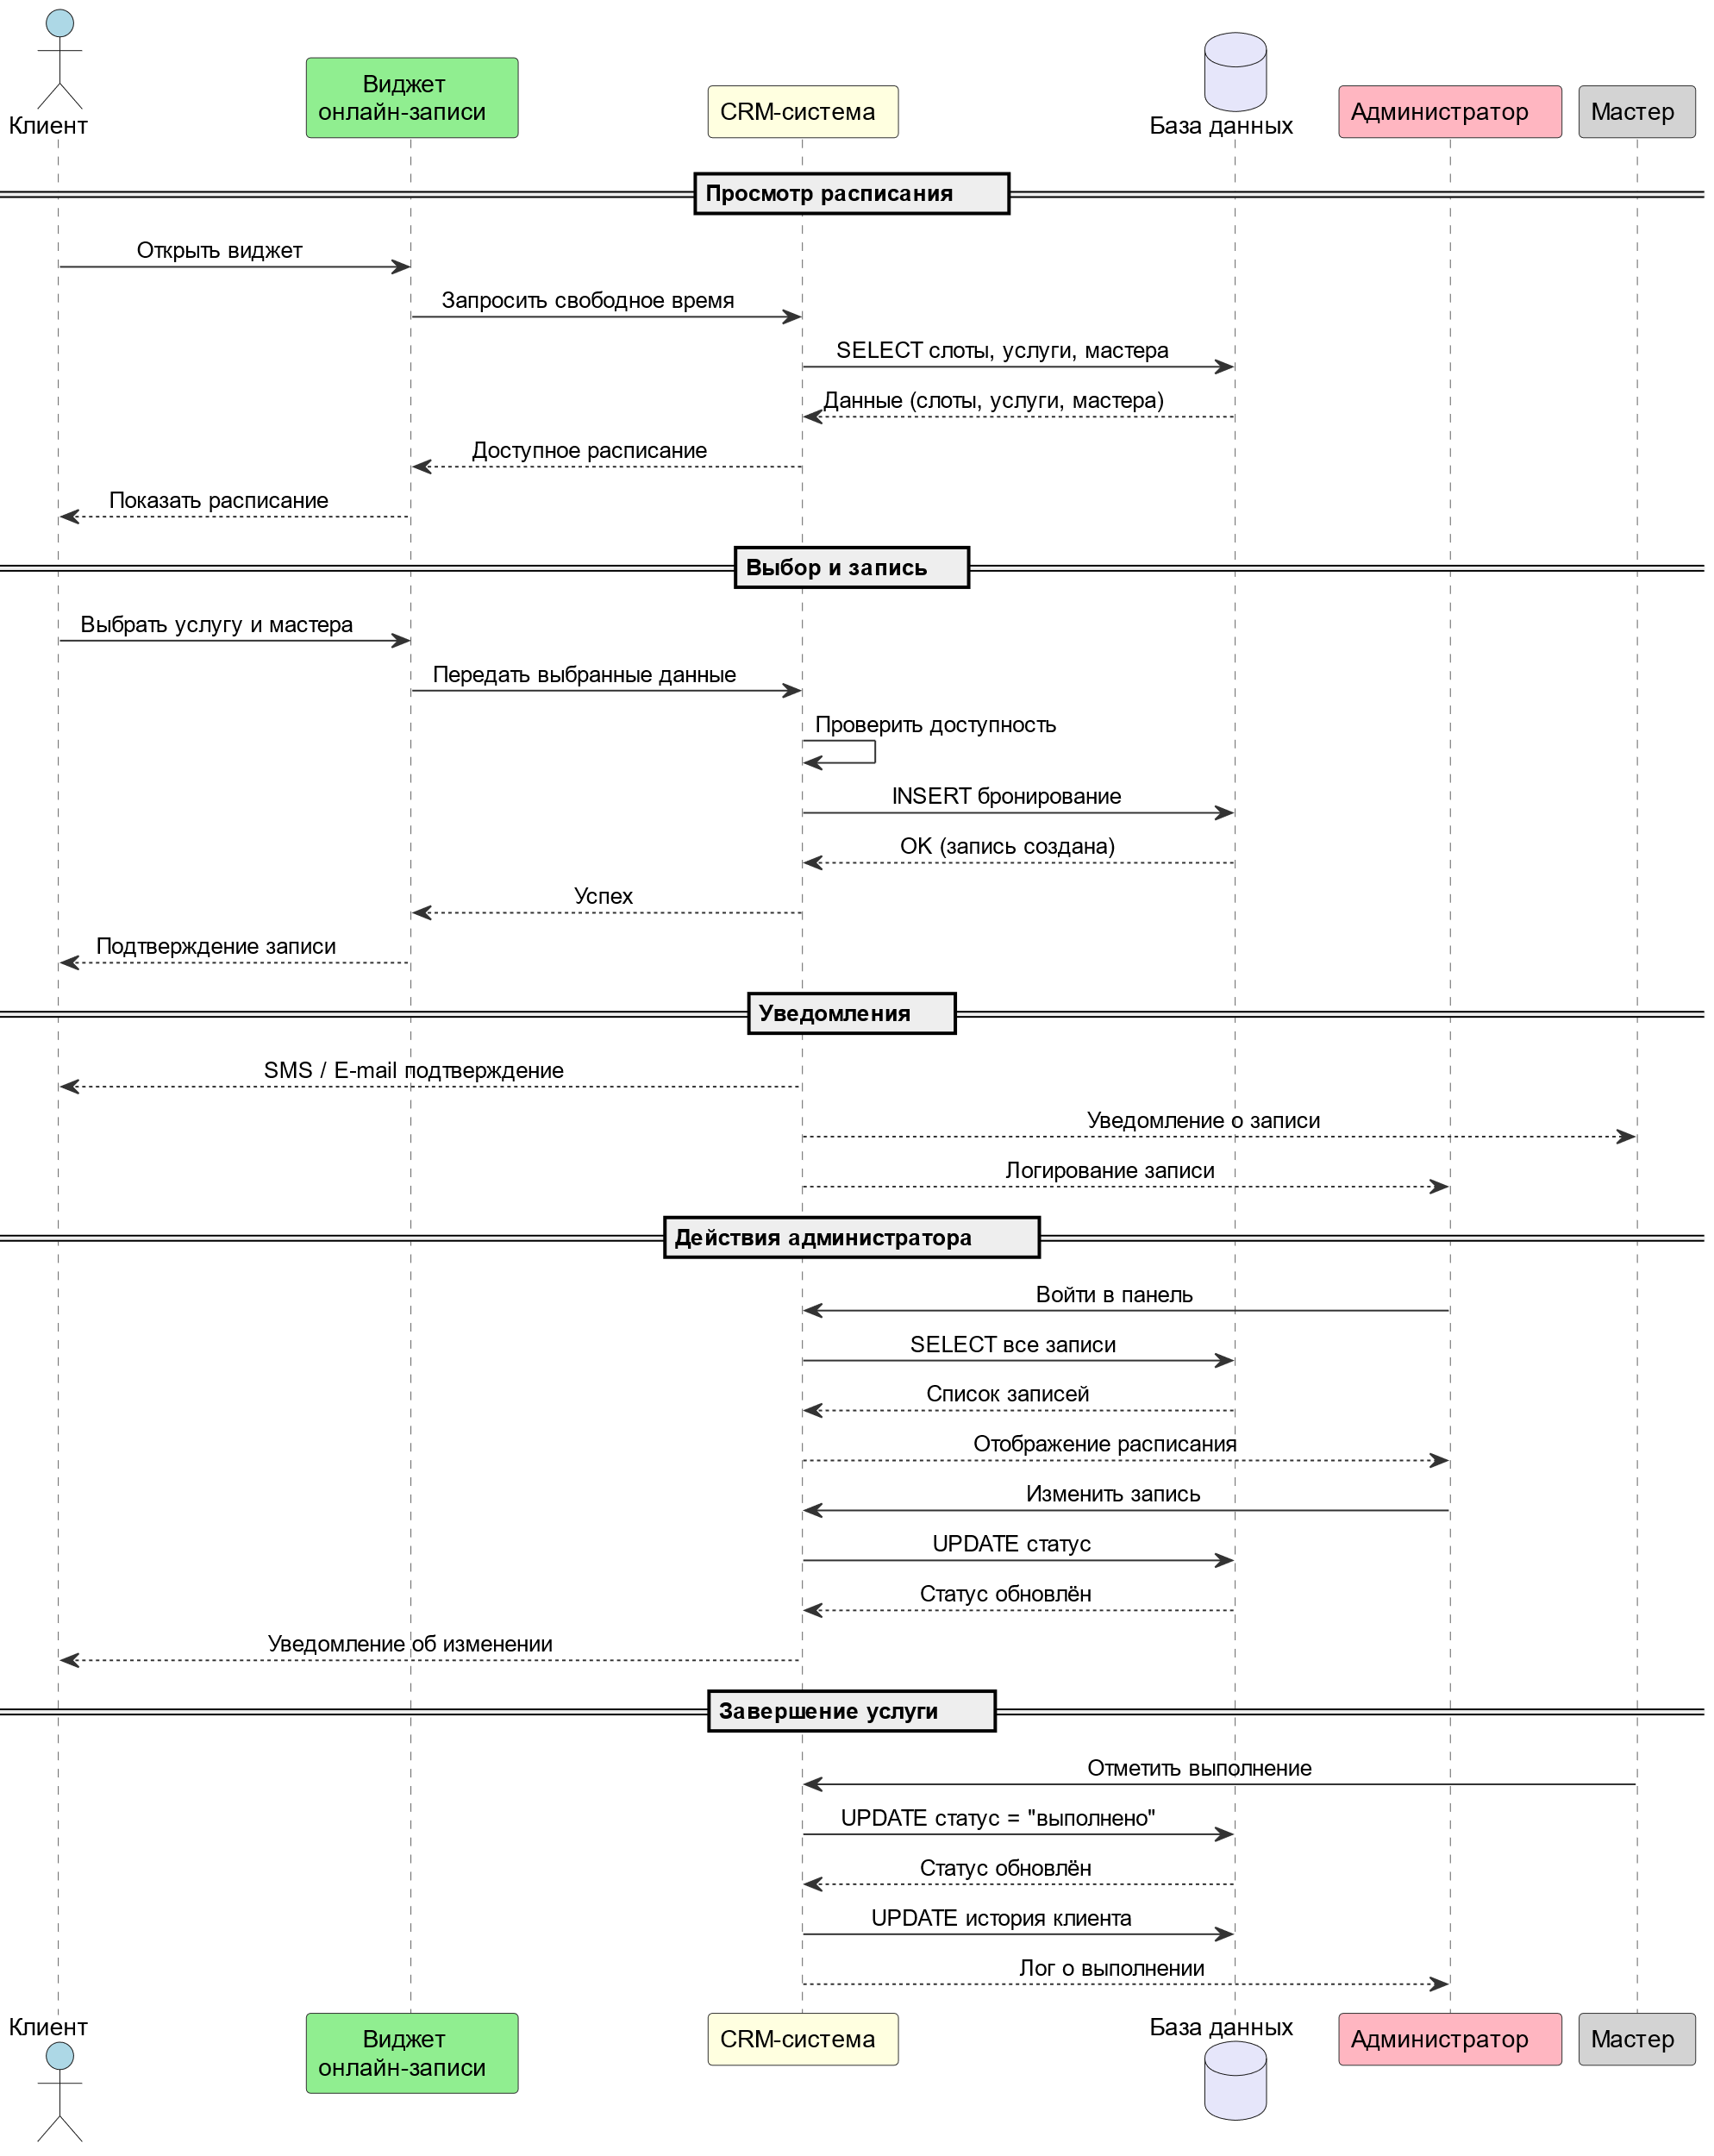 Клиент
Виджет
онлайн-записи
CRM-система
База данных
Администратор
Мастер
Просмотр расписания
Открыть виджет
Запросить свободное время
SELECT слоты, услуги, мастера
Данные (слоты, услуги, мастера)
Доступное расписание
Показать расписание
Выбор и запись
Выбрать услугу и мастера
Передать выбранные данные
Проверить доступность
INSERT бронирование
OK (запись создана)
Успех
Подтверждение записи
Уведомления
SMS / E-mail подтверждение
Уведомление о записи
Логирование записи
Действия администратора
Войти в панель
SELECT все записи
Список записей
Отображение расписания
Изменить запись
UPDATE статус
Статус обновлён
Уведомление об изменении
Завершение услуги
Отметить выполнение
UPDATE статус = "выполнено"
Статус обновлён
UPDATE история клиента
Лог о выполнении
Клиент
Виджет
онлайн-записи
CRM-система
База данных
Администратор
Мастер